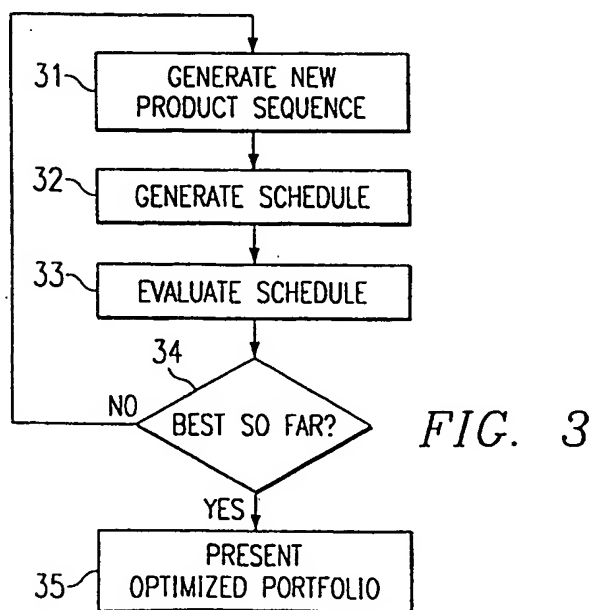 31
GENERATE NEW
PRODUCT SEQUENCE
32
GENERATE SCHEDULE
33
EVALUATE SCHEDULE
34
NO
BEST SO FAR?
FIG. 3
YES
35
PRESENT
OPTIMIZED PORTFOLIO